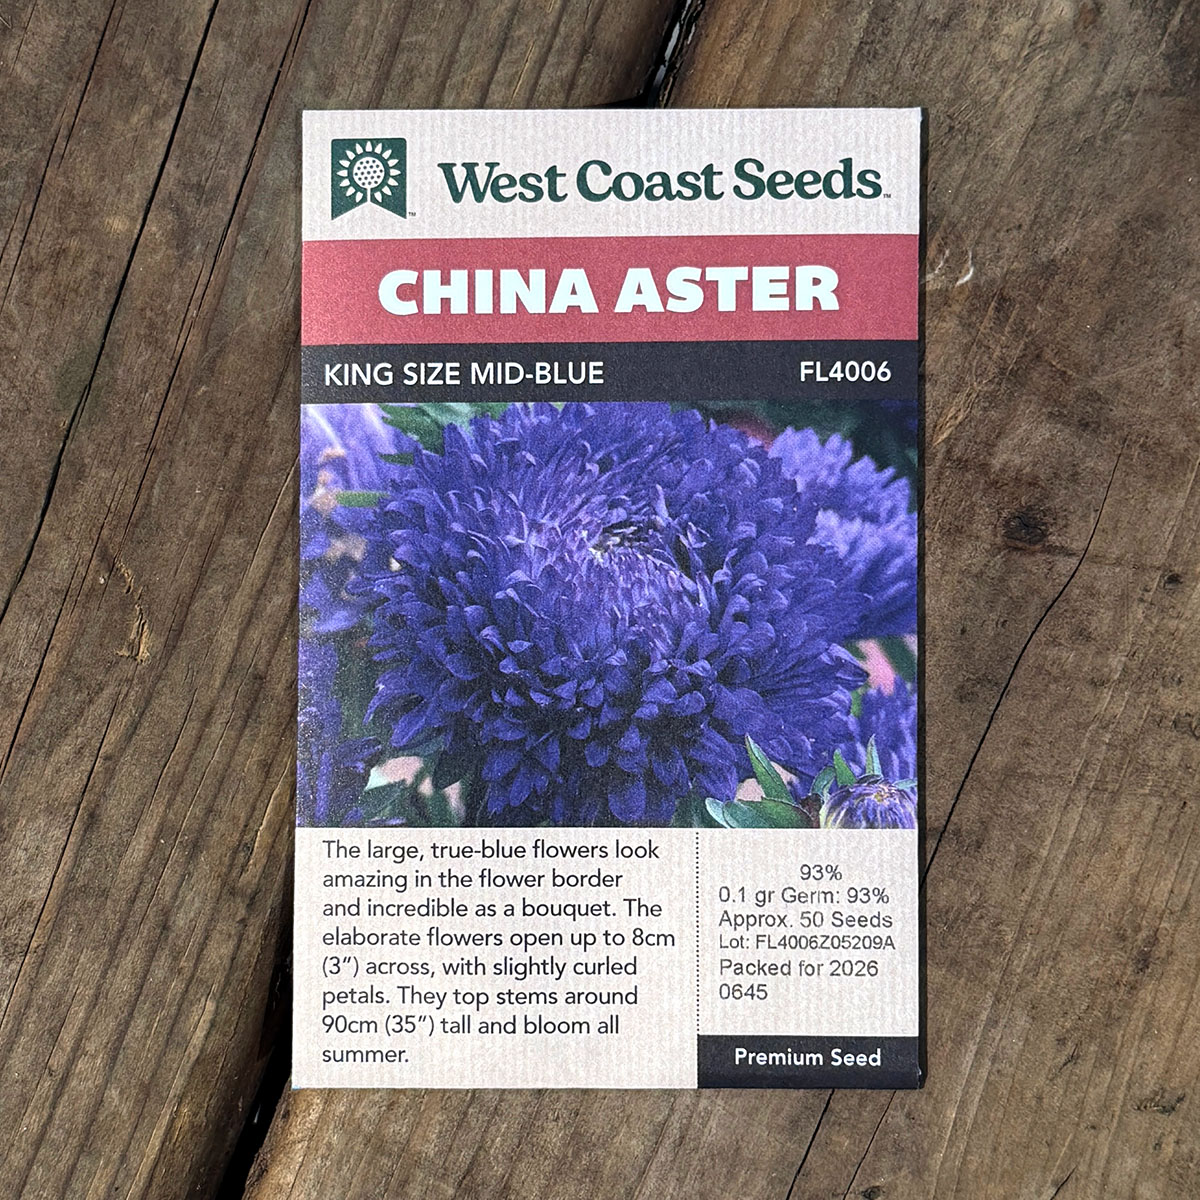 West Coast Seeds™
™
CHINA ASTER
KING SIZE MID-BLUE FL4006
The large, true-blue flowers look
amazing in the flower border
and incredible as a bouquet. The
elaborate flowers open up to 8cm
(3″) across, with slightly curled
petals. They top stems around
90cm (35″) tall and bloom all
summer.
93%
0.1 gr Germ: 93%
Approx. 50 Seeds
Lot: FL4006Z05209A
Packed for 2026
0645
Premium Seed